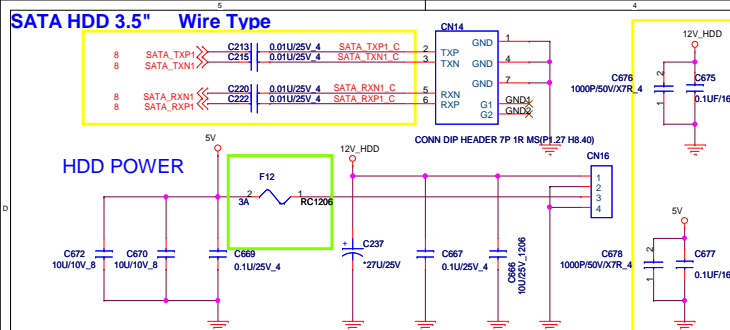 5
4
SATA HDD 3.5" Wire Type
CN14
12V_HDD
8 SATA_TXP1 C213 0.01U/25V_4 SATA_TXP1_C 2 TXP GND 1
8 SATA_TXN1 C215 0.01U/25V_4 SATA_TXN1_C 3 TXN GND 4
GND 7
8 SATA_RXN1 C220 0.01U/25V_4 SATA_RXN1_C 5 RXN G1 GND1
8 SATA_RXP1 C222 0.01U/25V_4 SATA_RXP1_C 6 RXP G2 GND2
C676 2 1
1000P/50V/X7R_4
C675
0.1UF/16
CONN DIP HEADER 7P 1R MS(P1.27 H8.40)
5V
12V_HDD
CN16
HDD POWER
F12
2 1
3A RC1206
1
2
3
4
D
5V
C672
10U/10V_8
C670
10U/10V_8
C669
0.1U/25V_4
+ C237
*27U/25V
C667
0.1U/25V_4
C666
10U/25V_1206
C678 2 1
1000P/50V/X7R_4
C677
0.1UF/16